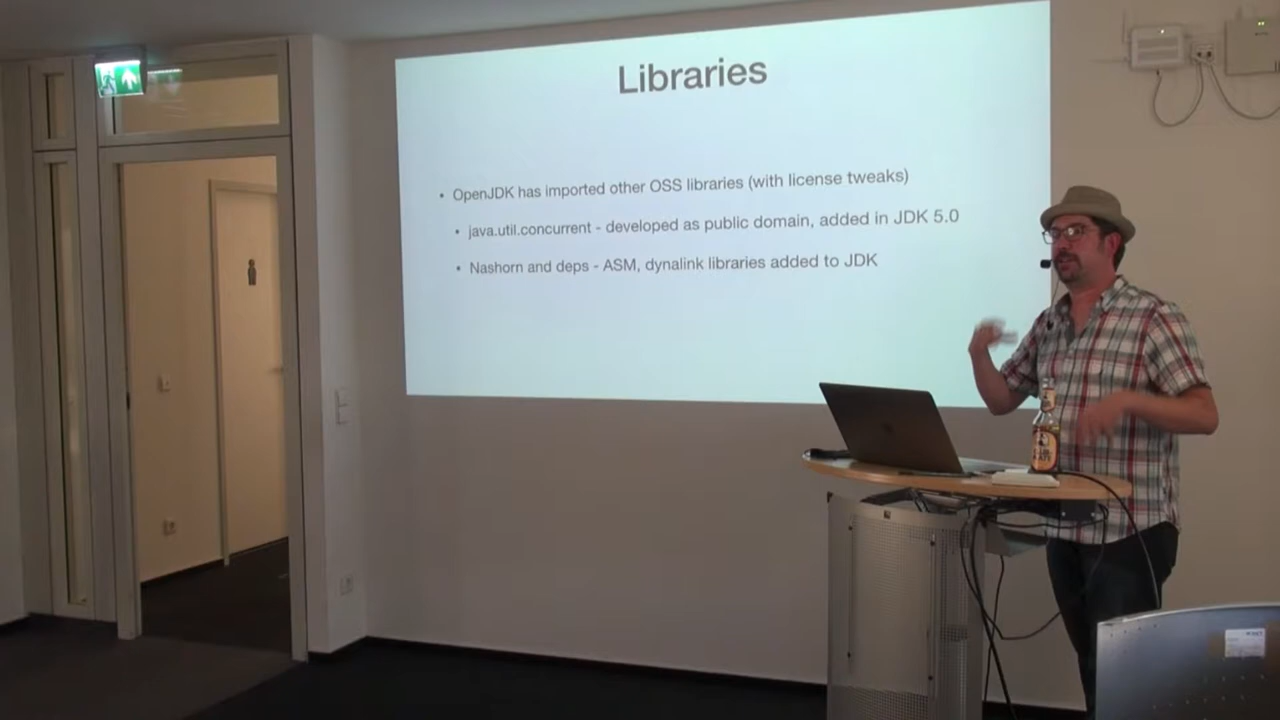 Libraries
• OpenJDK has imported other OSS libraries (with license tweaks)
• java.util.concurrent - developed as public domain, added in JDK 5.0
• Nashorn and deps - ASM, dynalink libraries added to JDK